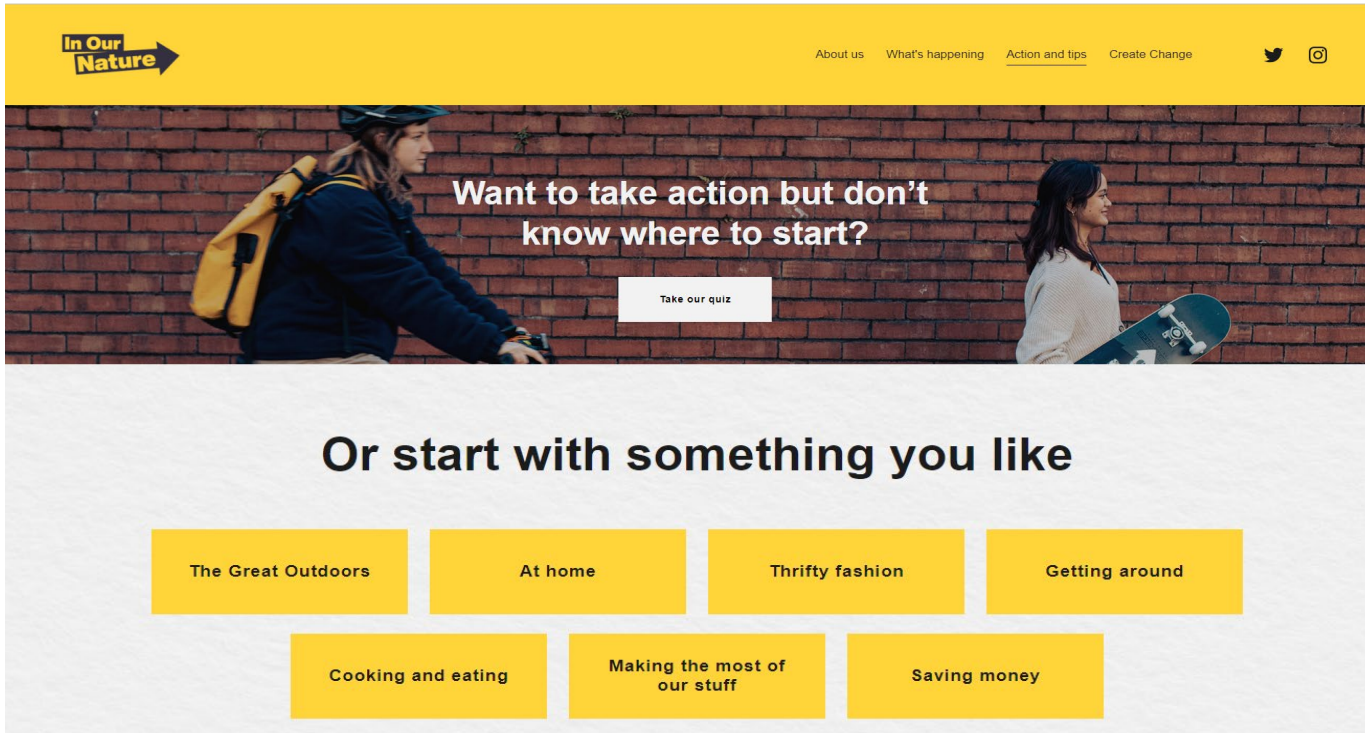 In Our
Nature
About us What's happening Action and tips Create Change
Want to take action but don’t
know where to start?
Take our quiz
Or start with something you like
The Great Outdoors
At home
Thrifty fashion
Getting around
Cooking and eating
Making the most of
our stuff
Saving money